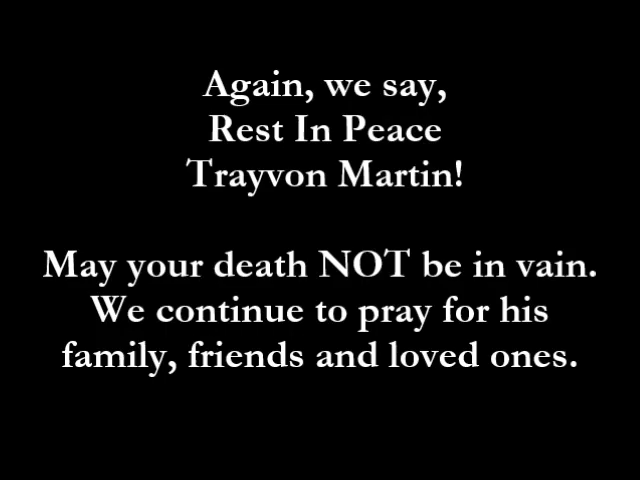 Again, we say,
Rest In Peace
Trayvon Martin!
May your death NOT be in vain.
We continue to pray for his
family, friends and loved ones.